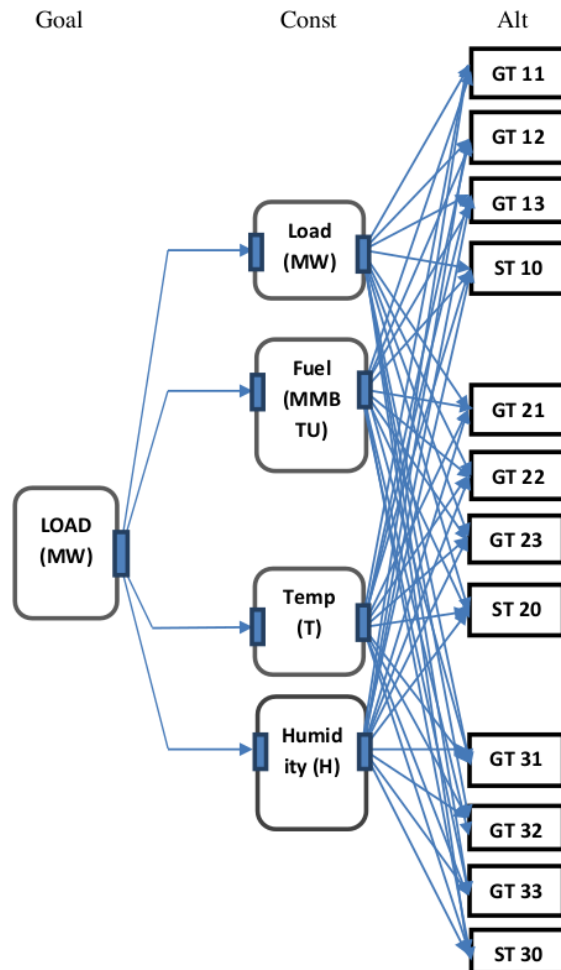 Goal Const Alt
GT 11
GT 12
GT 13
Load
(MW)
ST 10
Fuel
(MMB
TU)
GT 21
GT 22
LOAD
(MW)
GT 23
Temp
(T)
ST 20
Humid
ity (H)
GT 31
GT 32
GT 33
ST 30